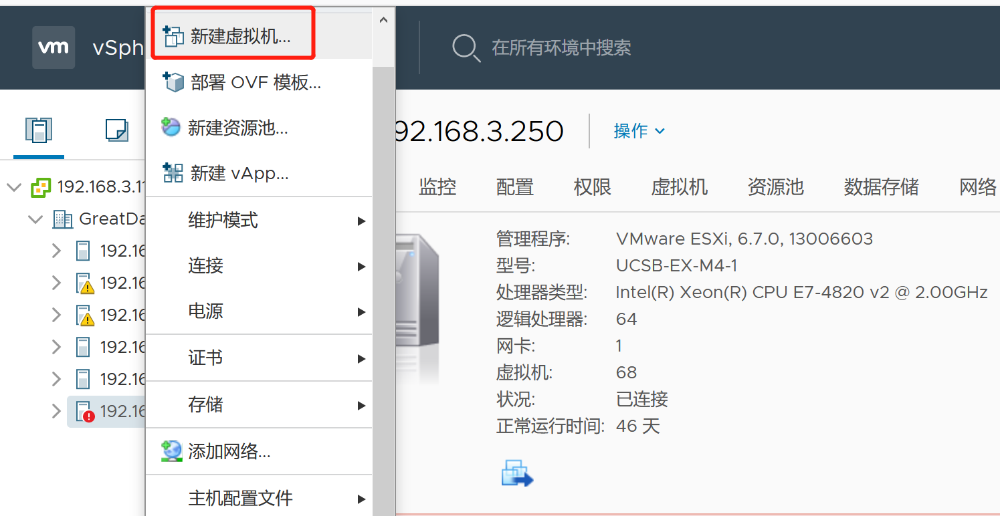 新建虚拟机...
vm vSph
在所有环境中搜索
部署 OVF 模板...
新建资源池...
92.168.3.250
操作
新建 vApp...
监控 配置 权限 虚拟机 资源池 数据存储 网络
192.168.3.11
GreatDa
192.16
192.16
192.16
192.16
192.16
192.16
维护模式
连接
电源
证书
存储
添加网络...
主机配置文件
管理程序: VMware ESXi, 6.7.0, 13006603
型号: UCSB-EX-M4-1
处理器类型: Intel(R) Xeon(R) CPU E7-4820 v2 @ 2.00GHz
逻辑处理器: 64
网卡: 1
虚拟机: 68
状况: 已连接
正常运行时间: 46 天